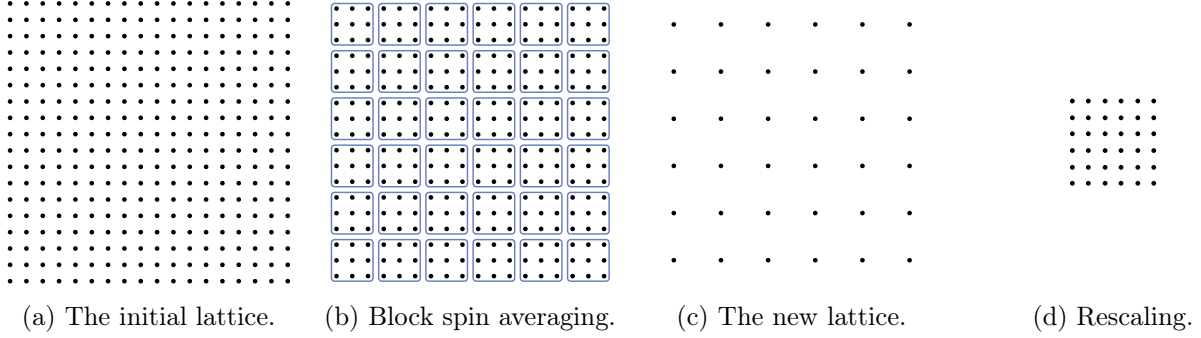 (a) The initial lattice.
(b) Block spin averaging.
(c) The new lattice.
(d) Rescaling.